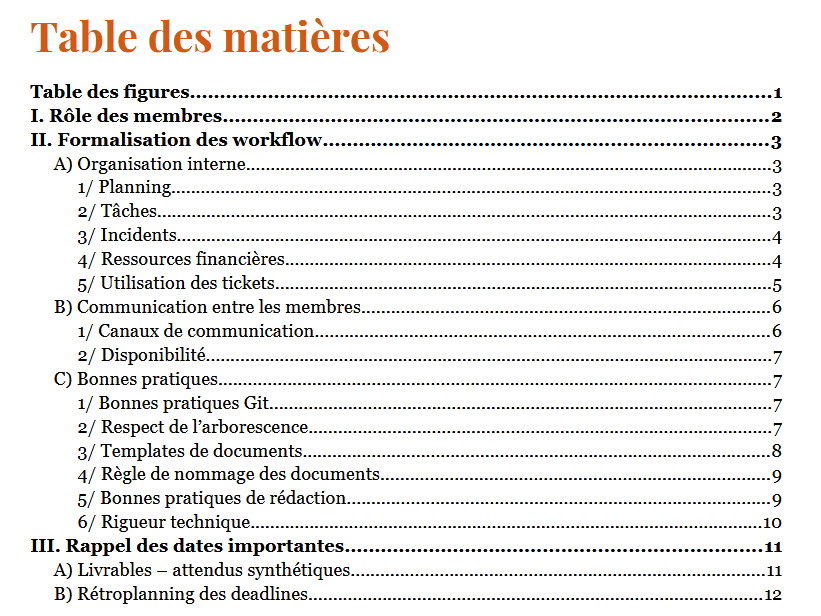 Table des matières
Table des figures.....1
I. Rôle des membres.....2
II. Formalisation des workflow.....3
A) Organisation interne.....3
1/ Planning.....3
2/ Tâches.....3
3/ Incidents.....4
4/ Ressources financières.....4
5/ Utilisation des tickets.....5
B) Communication entre les membres.....6
1/ Canaux de communication.....6
2/ Disponibilité.....7
C) Bonnes pratiques.....7
1/ Bonnes pratiques Git.....7
2/ Respect de l’arborescence.....7
3/ Templates de documents.....8
4/ Règle de nommage des documents.....9
5/ Bonnes pratiques de rédaction.....9
6/ Rigueur technique.....10
III. Rappel des dates importantes.....11
A) Livrables – attendus synthétiques.....11
B) Rétroplanning des deadlines.....12